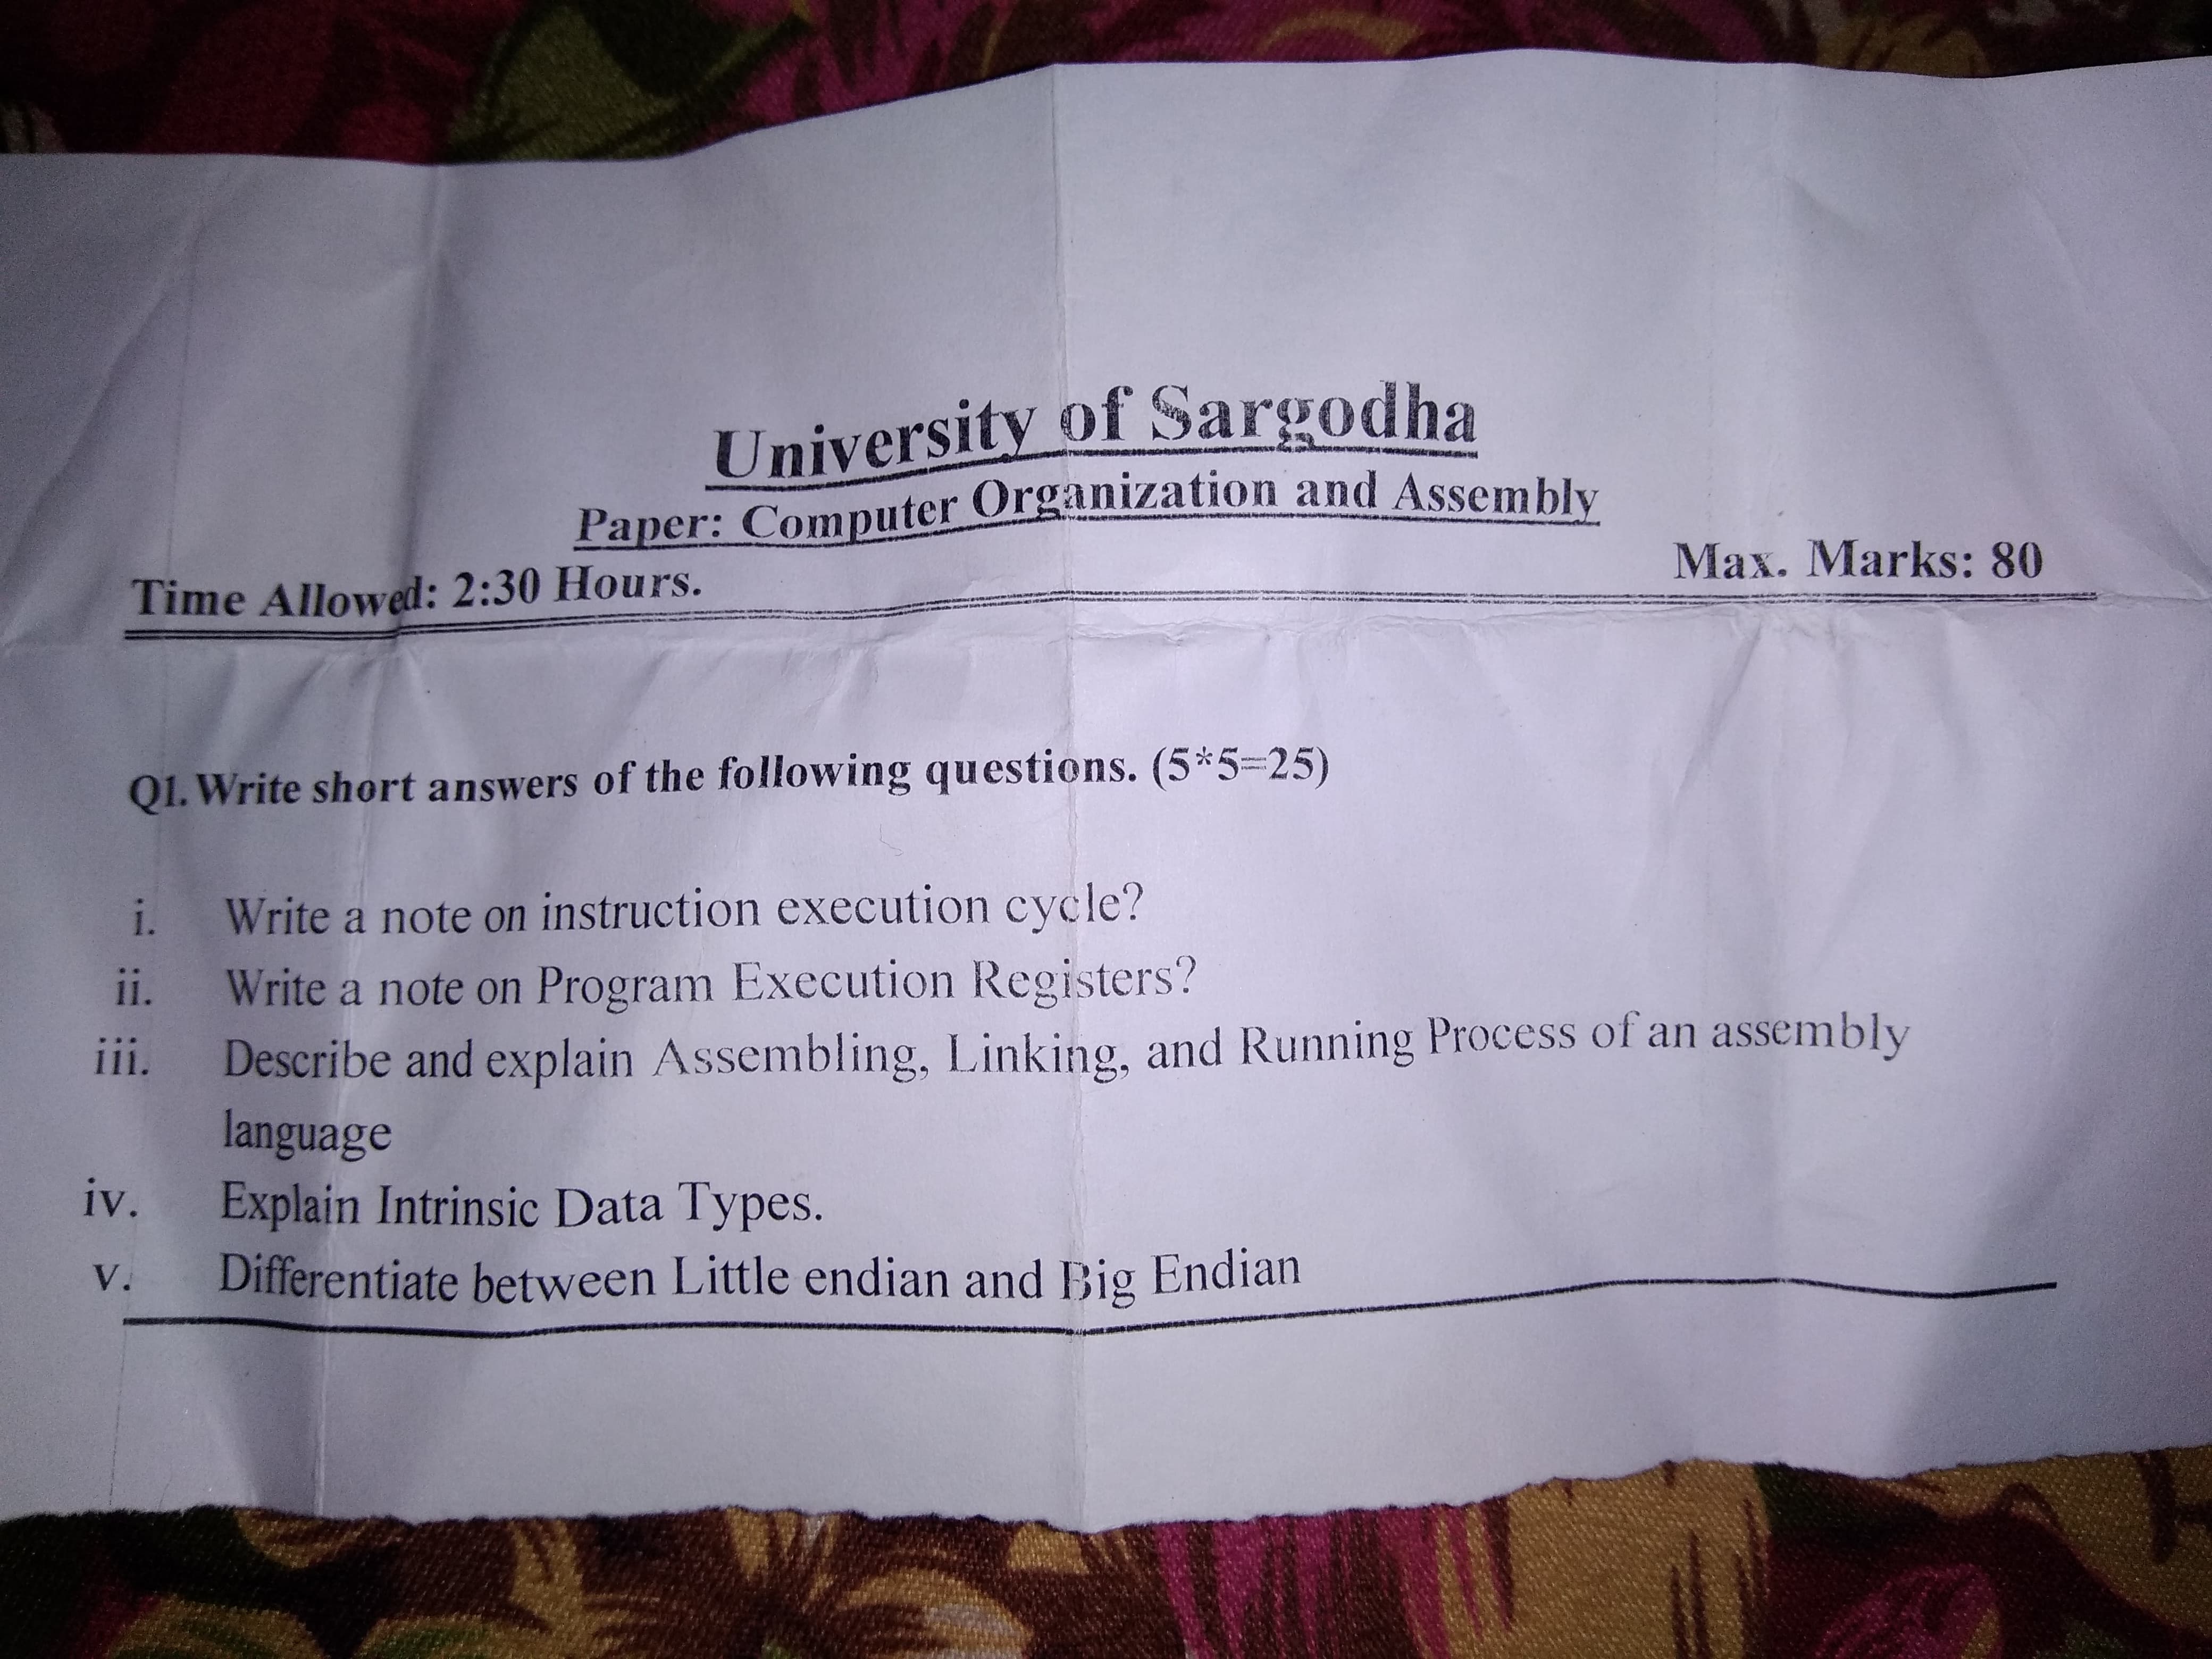 University of Sargodha
Paper: Computer Organization and Assembly
Time Allowed: 2:30 Hours. Max. Marks: 80
Q1. Write short answers of the following questions. (5*5=25)
i. Write a note on instruction execution cycle?
ii. Write a note on Program Execution Registers?
iii. Describe and explain Assembling, Linking, and Running Process of an assembly
language
iv. Explain Intrinsic Data Types.
v. Differentiate between Little endian and Big Endian